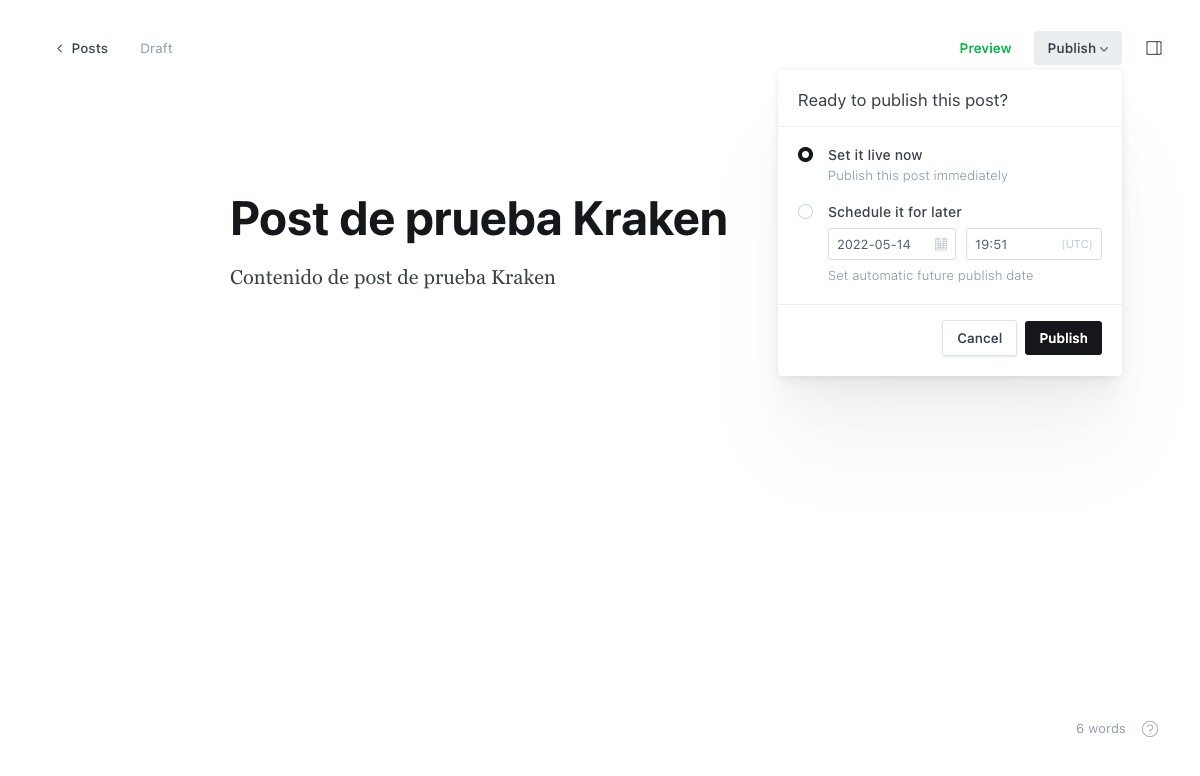 Posts
Draft
Preview
Publish
Ready to publish this post?
Set it live now
Publish this post immediately
Schedule it for later
2022-05-14
19:51
(UTC)
Set automatic future publish date
Cancel
Publish
Post de prueba Kraken
Contenido de post de prueba Kraken
6 words
?